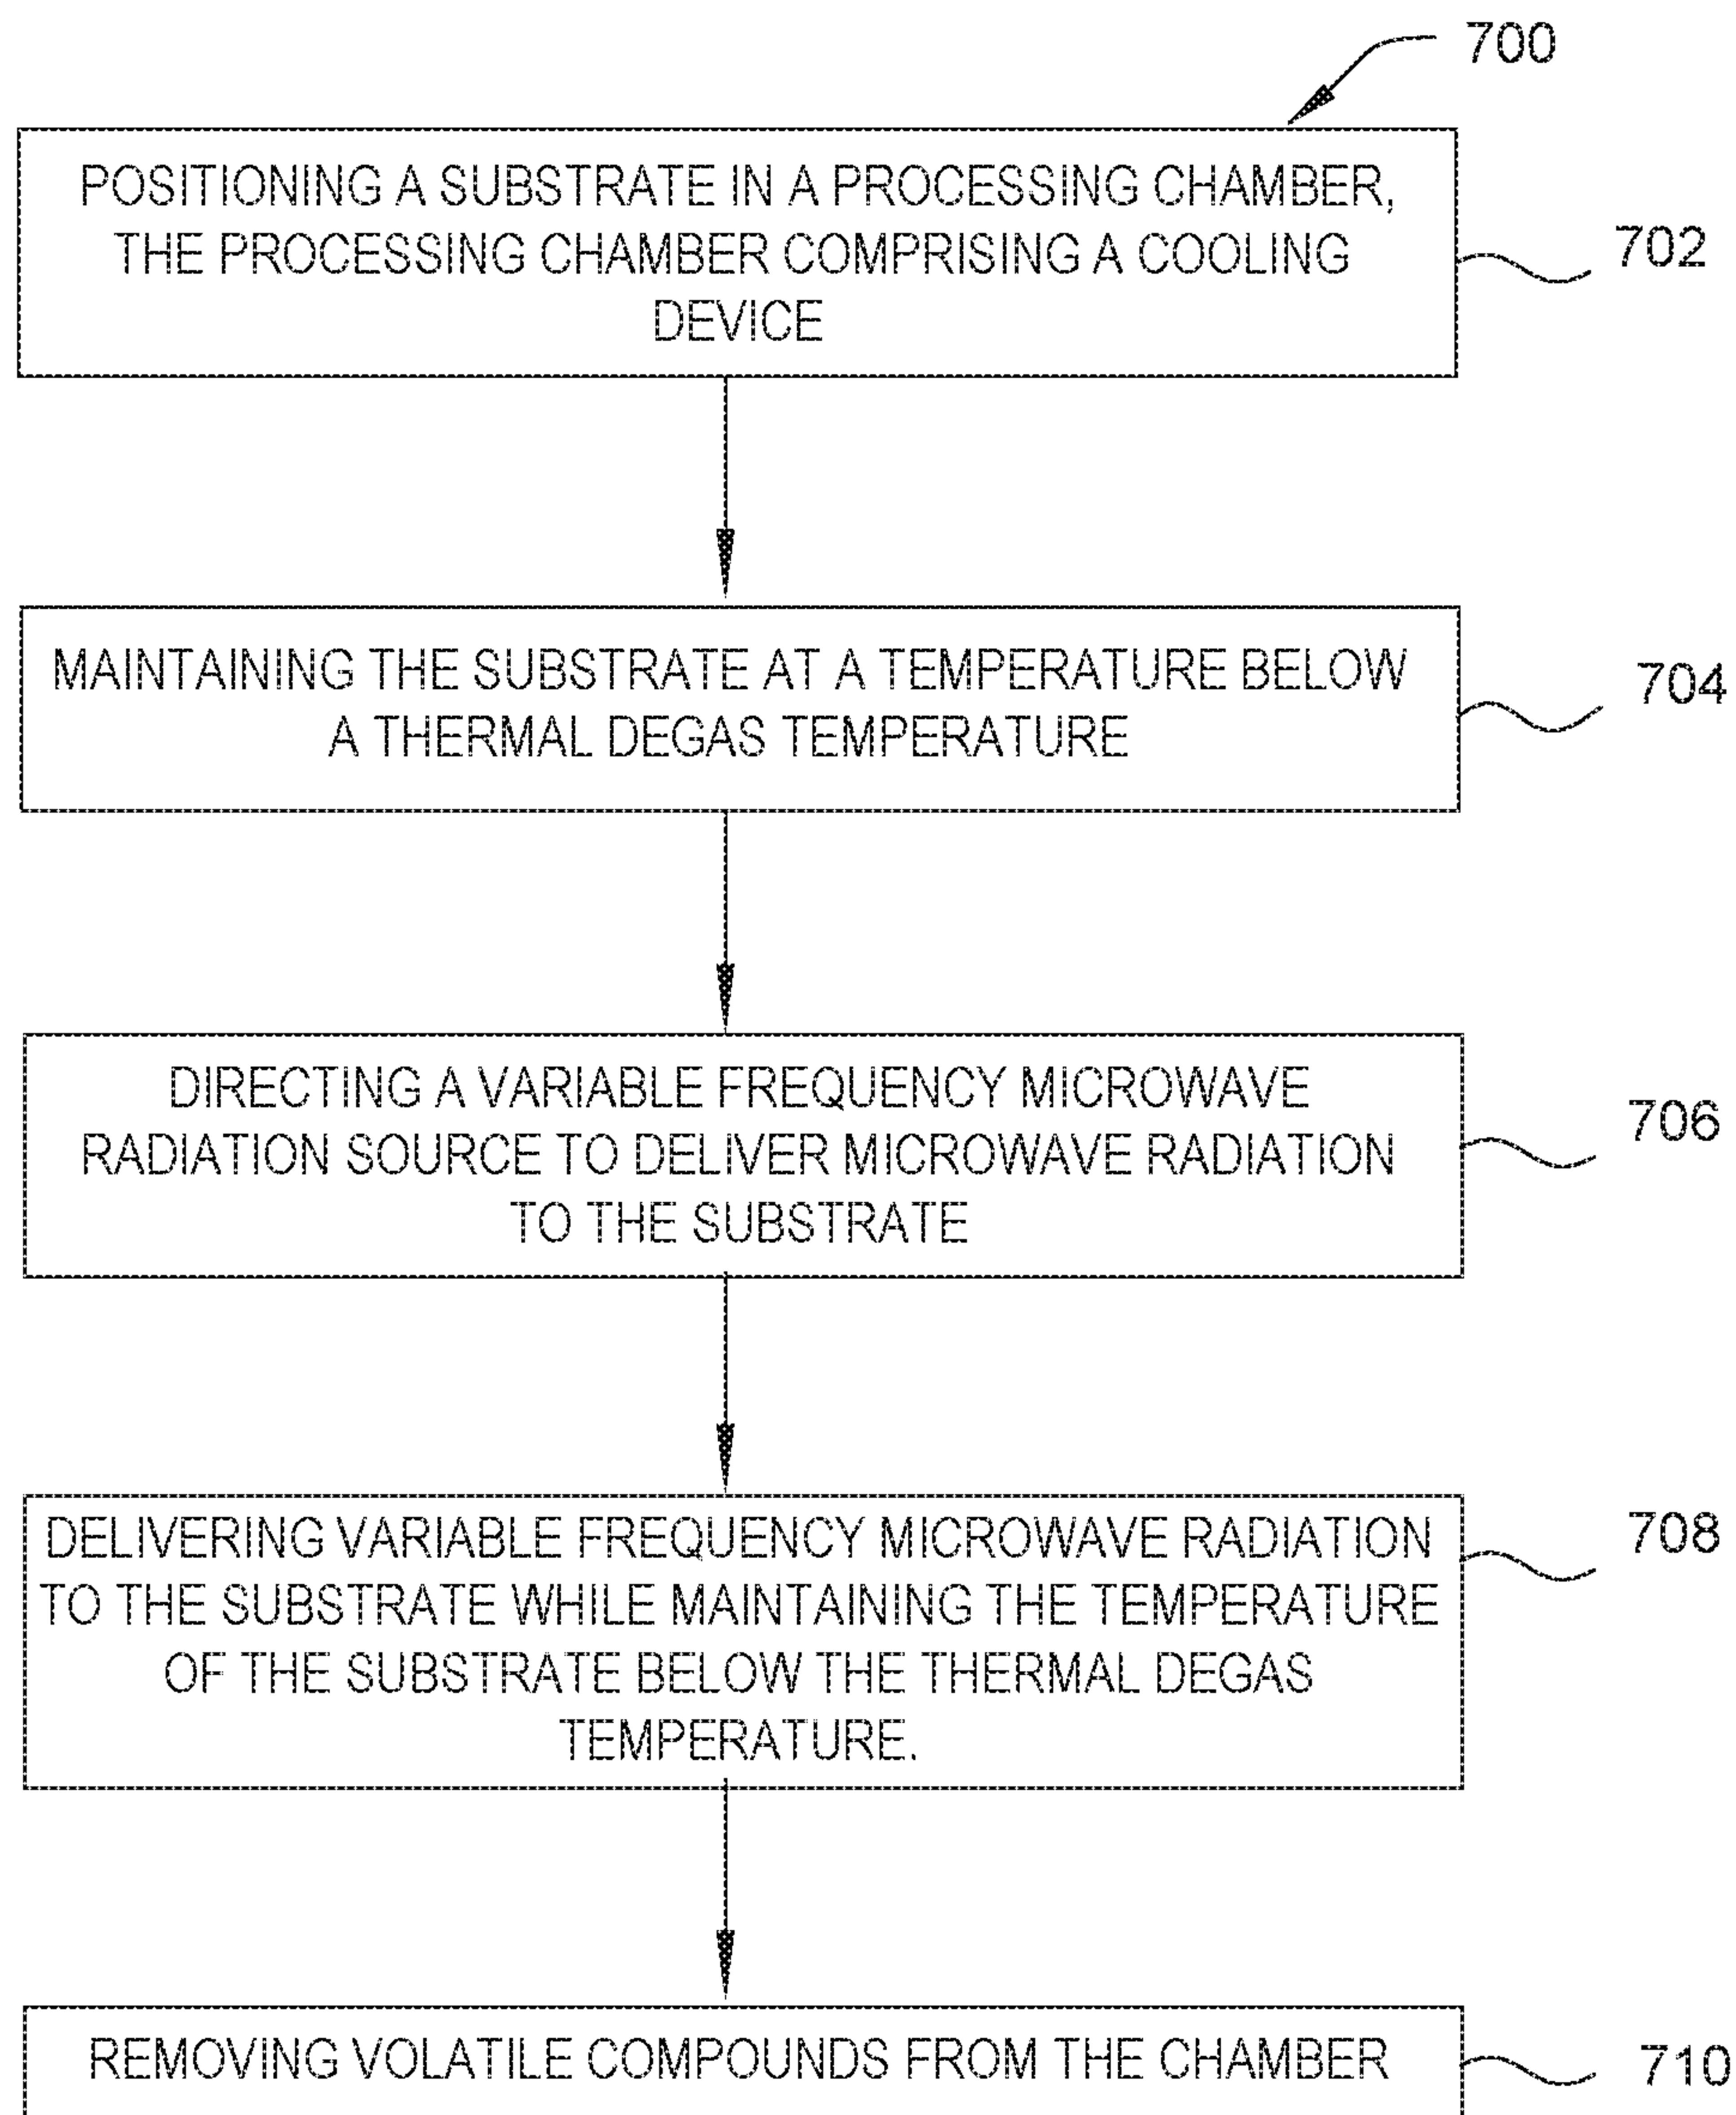 700
POSITIONING A SUBSTRATE IN A PROCESSING CHAMBER,
THE PROCESSING CHAMBER COMPRISING A COOLING
DEVICE
702
MAINTAINING THE SUBSTRATE AT A TEMPERATURE BELOW
A THERMAL DEGAS TEMPERATURE
704
DIRECTING A VARIABLE FREQUENCY MICROWAVE
RADIATION SOURCE TO DELIVER MICROWAVE RADIATION
TO THE SUBSTRATE
706
DELIVERING VARIABLE FREQUENCY MICROWAVE RADIATION
TO THE SUBSTRATE WHILE MAINTAINING THE TEMPERATURE
OF THE SUBSTRATE BELOW THE THERMAL DEGAS
TEMPERATURE.
708
REMOVING VOLATILE COMPOUNDS FROM THE CHAMBER
710